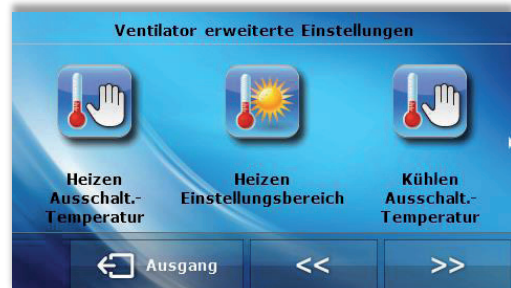 Ventilator erweiterte Einstellungen
Heizen
Ausschalt.-
Temperatur
Heizen
Einstellungsbereich
Kühlen
Ausschalt.-
Temperatur
Ausgang
<<
>>